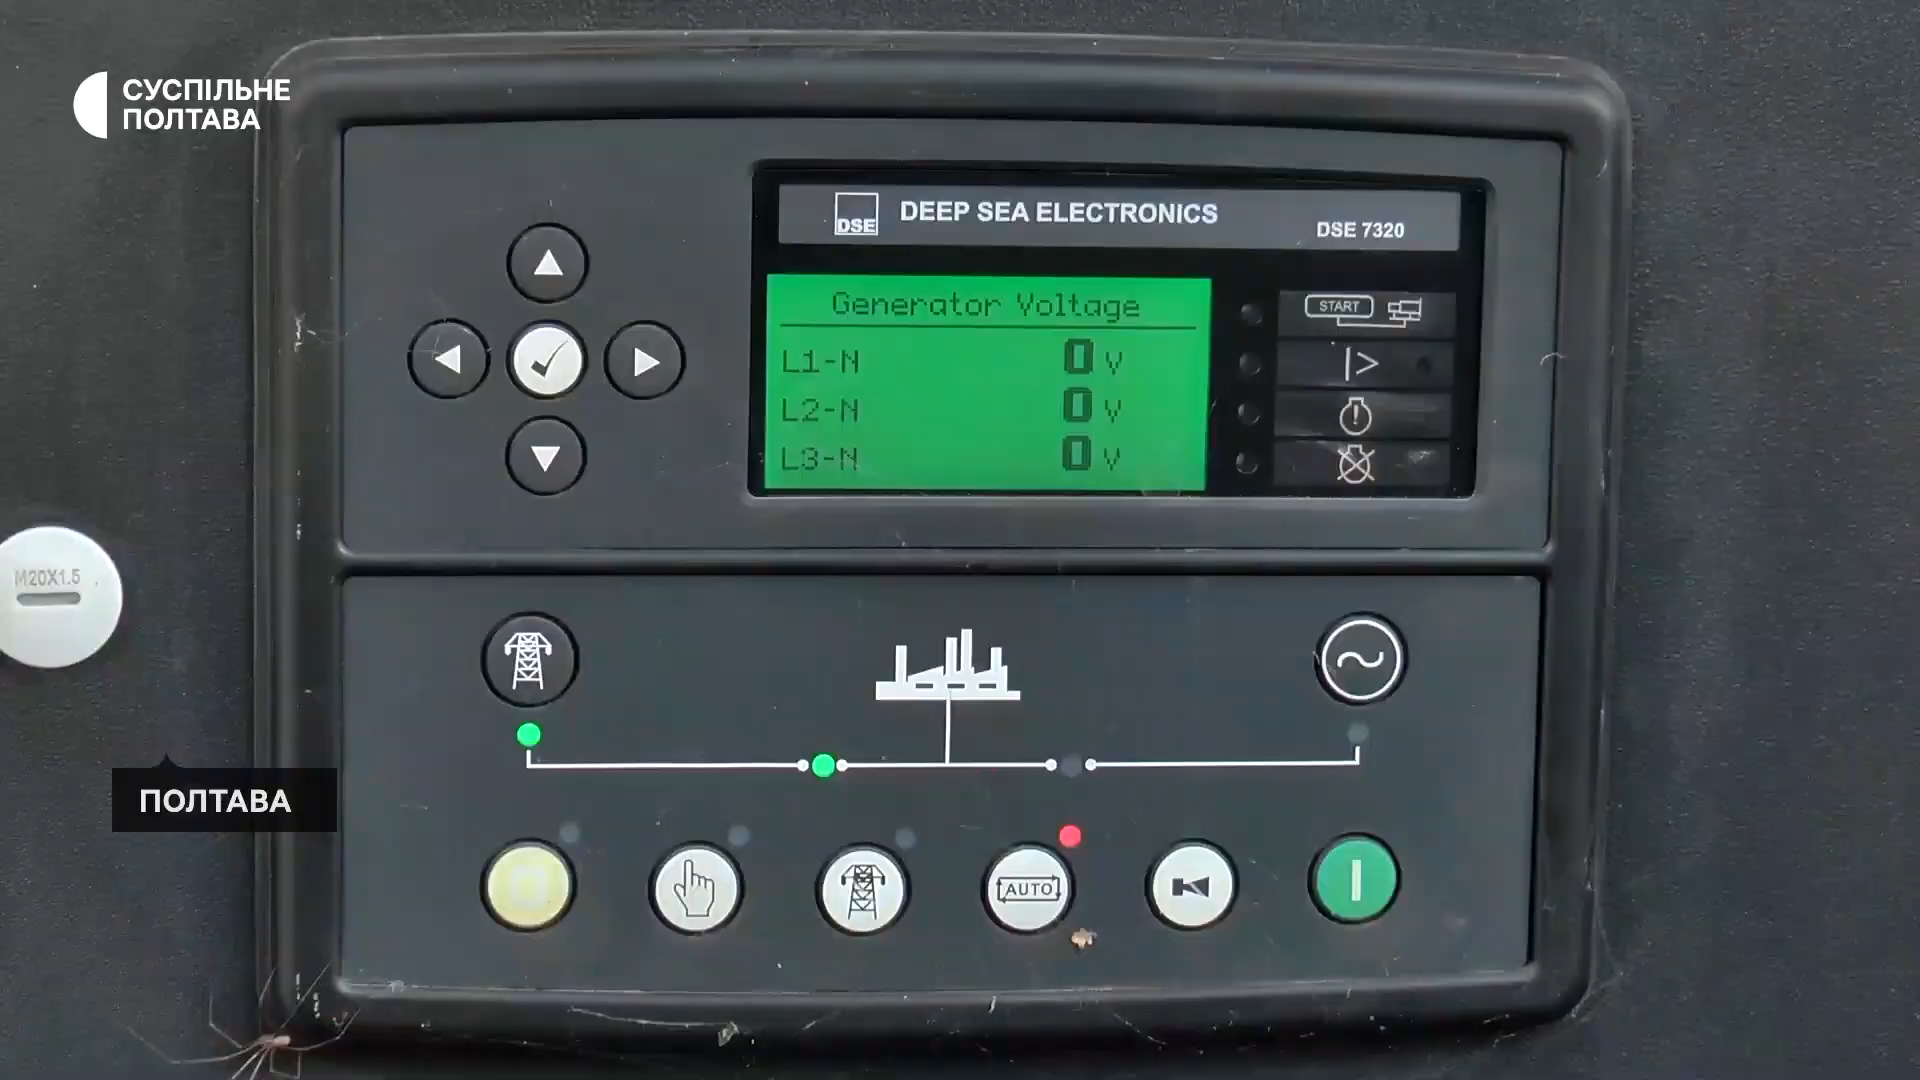 СУСПІЛЬНЕ
ПОЛТАВА
DSE
DEEP SEA ELECTRONICS
DSE 7320
Generator Voltage
START
L1-N 0 V
L2-N 0 V
L3-N 0 V
M20X1.5
ПОЛТАВА
AUTO